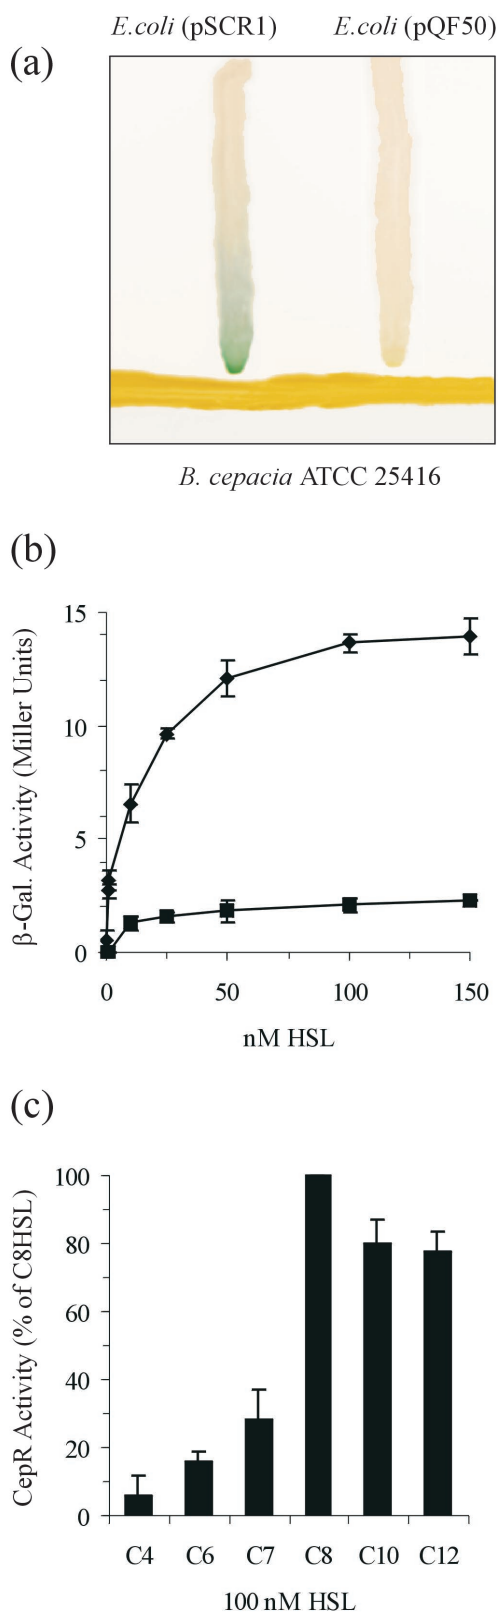 E.coli (pSCR1) E.coli (pQF50)
(a)
B. cepacia ATCC 25416
(b)
β-Gal. Activity (Miller Units)
15
10
5
0
0 50 100 150
nM HSL
(c)
CepR Activity (% of C8HSL)
100
80
60
40
20
0
C4 C6 C7 C8 C10 C12
100 nM HSL